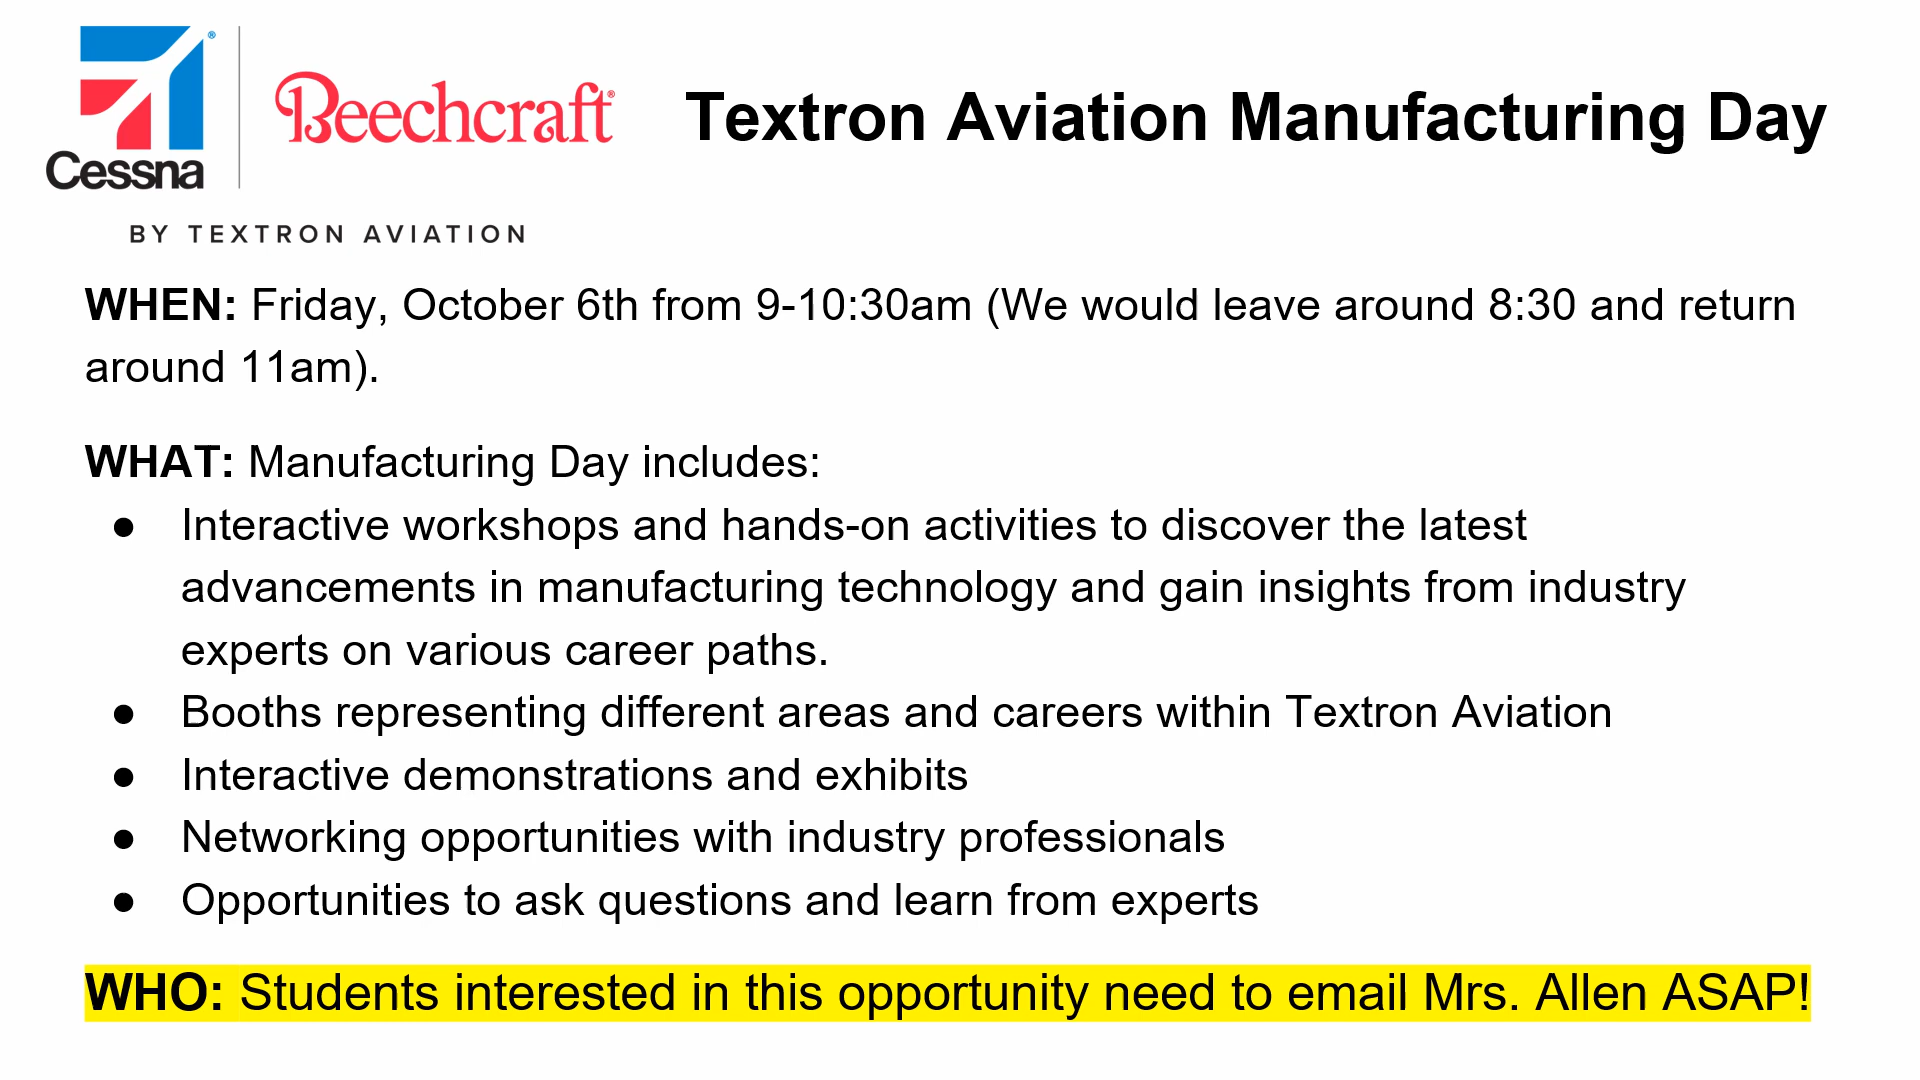 Cessna
Beechcraft®
BY TEXTRON AVIATION
Textron Aviation Manufacturing Day
WHEN: Friday, October 6th from 9-10:30am (We would leave around 8:30 and return
around 11am).
WHAT: Manufacturing Day includes:
● Interactive workshops and hands-on activities to discover the latest
advancements in manufacturing technology and gain insights from industry
experts on various career paths.
● Booths representing different areas and careers within Textron Aviation
● Interactive demonstrations and exhibits
● Networking opportunities with industry professionals
● Opportunities to ask questions and learn from experts
WHO: Students interested in this opportunity need to email Mrs. Allen ASAP!